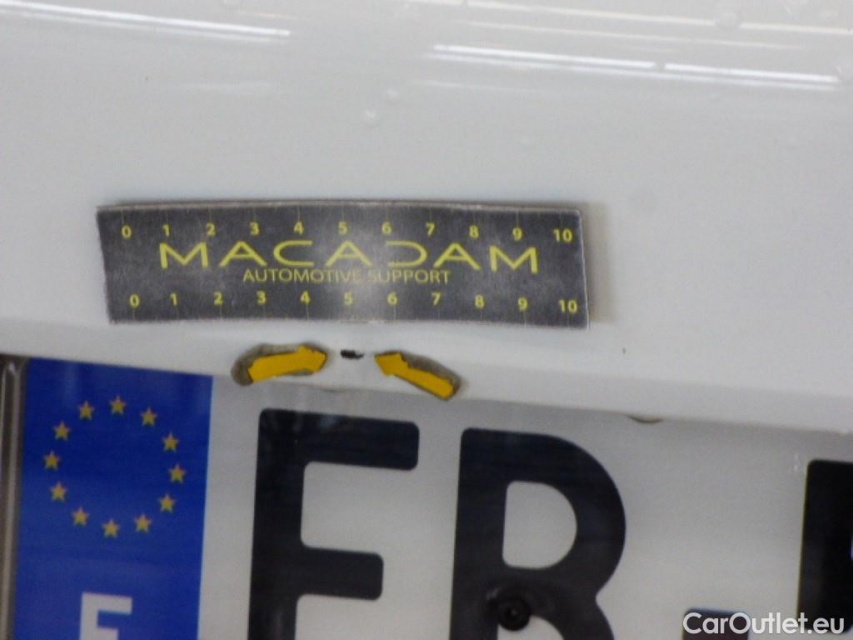 0 1 2 3 4 5 6 7 8 9 10
MACADAM
AUTOMOTIVE SUPPORT
0 1 2 3 4 5 6 7 8 9 10
F
CarOutlet.eu